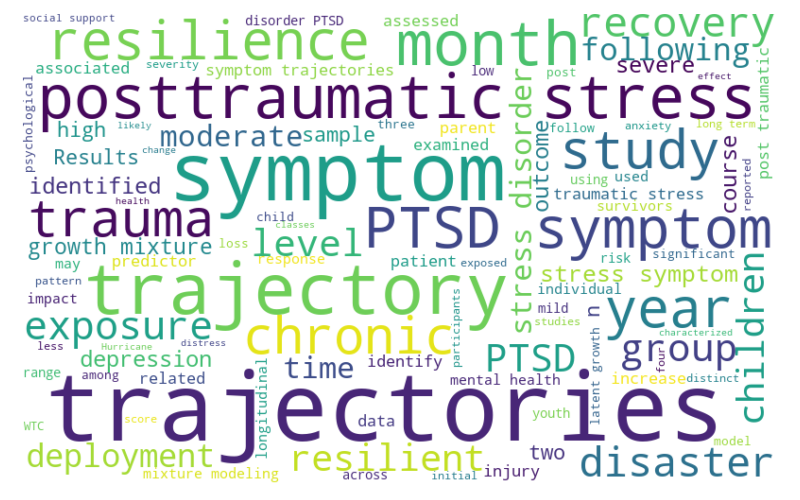 social support
disorder PTSD
assessed
recovery
resilience
month
following
associated
severity
symptom trajectories
low
post
severe
effect
posttraumatic
stress
psychological
high
likely
moderate
sample
three
parent
follow
anxiety
long term
post traumatic
Results
change
examined
stress disorder
outcome
study
identified
health
symptom
PTSD
using
used
course
reported
traumatic stress
survivors
trauma
child
classes
symptom
growth mixture
loss
level
may
predictor
response
patient
exposed
risk
significant
pattern
trajectory
stress symptom
individual
children
impact
exposure
chronic
participants
mild
studies
latent growth
n
year
characterized
less
Hurricane
distress
depression
time
identify
PTSD
four
group
range
among
related
longitudinal
mental health
increase
distinct
trajectories
WTC
score
data
youth
model
deployment
resilient
two
disaster
mixture modeling
across
initial
injury